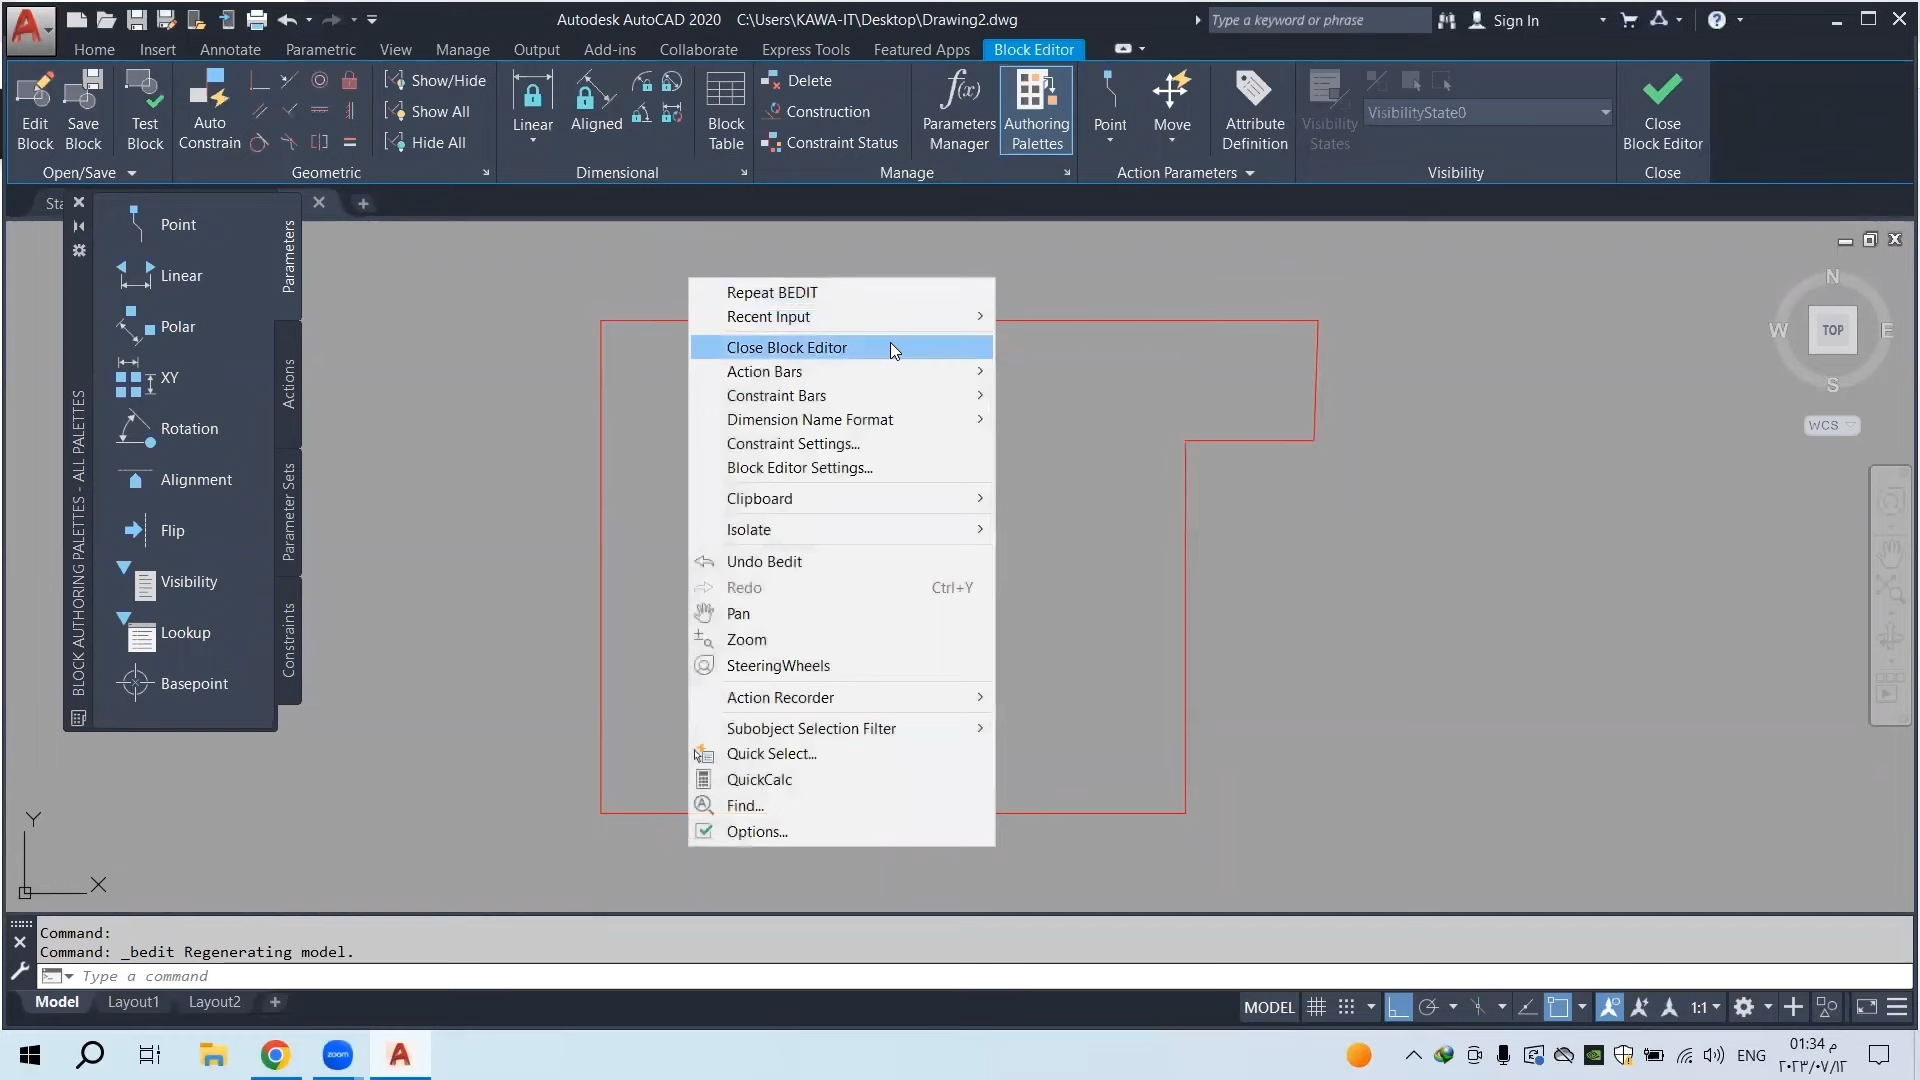 Autodesk AutoCAD 2020 C:\Users\KAWA-IT\Desktop\Drawing2.dwg
Type a keyword or phrase
Sign In
Home Insert Annotate Parametric View Manage Output Add-ins Collaborate Express Tools Featured Apps Block Editor
Edit Block
Save Block
Test Block
Auto Constrain
Show/Hide
Show All
Hide All
Linear
Aligned
Block Table
Delete
Construction
Constraint Status
Parameters Manager
Authoring Palettes
Point
Move
Attribute Definition
Visibility States
VisibilityState0
Close Block Editor
Open/Save Geometric Dimensional Manage Action Parameters Visibility Close
Sta
Point
Linear
Polar
XY
Rotation
Alignment
Flip
Visibility
Lookup
Basepoint
Parameters
Actions
Parameter Sets
Constraints
BLOCK AUTHORING PALETTES - ALL PALETTES
Repeat BEDIT
Recent Input
Close Block Editor
Action Bars
Constraint Bars
Dimension Name Format
Constraint Settings...
Block Editor Settings...
Clipboard
Isolate
Undo Bedit
Redo Ctrl+Y
Pan
Zoom
SteeringWheels
Action Recorder
Subobject Selection Filter
Quick Select...
QuickCalc
Find...
Options...
N
W TOP E
S
WCS
Y
X
Command:
Command: _bedit Regenerating model.
Type a command
Model Layout1 Layout2
MODEL 1:1
zoom
ENG
01:34 م
٢٠٢٣/٠٧/١٢